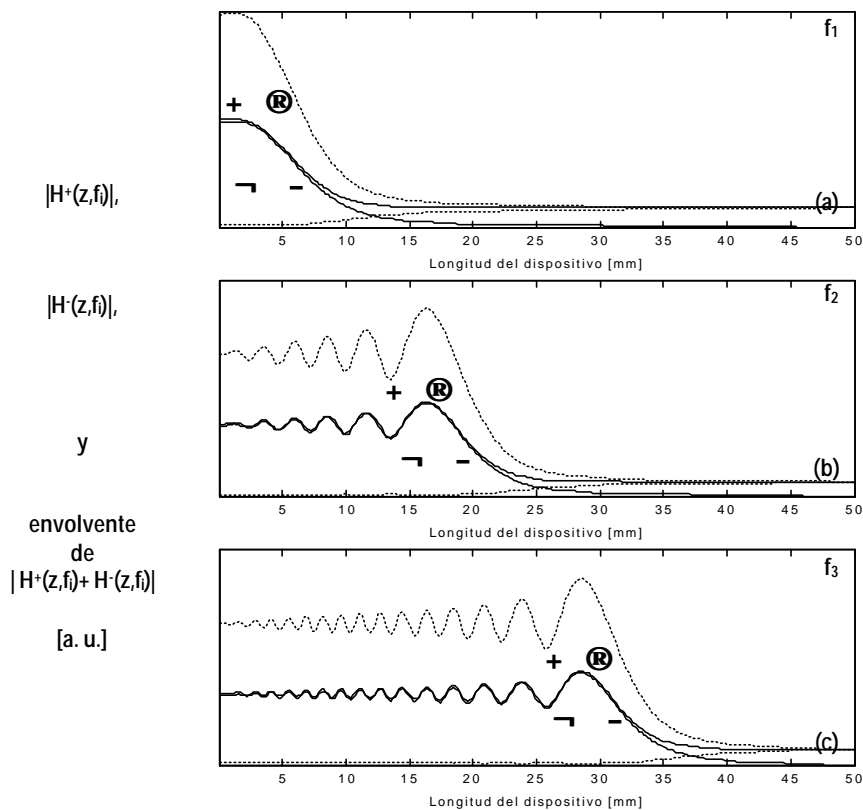 |H⁺(z,fᵢ)|,
|H⁻(z,fᵢ)|,
y
envolvente
de
| H⁺(z,fᵢ)+ H⁻(z,fᵢ)|
[a. u.]
f₁
+ ®
¬ -
(a)
5 10 15 20 25 30 35 40 45 50
Longitud del dispositivo [mm]
f₂
+ ®
¬ -
(b)
5 10 15 20 25 30 35 40 45 50
Longitud del dispositivo [mm]
f₃
+ ®
¬ -
(c)
5 10 15 20 25 30 35 40 45 50
Longitud del dispositivo [mm]